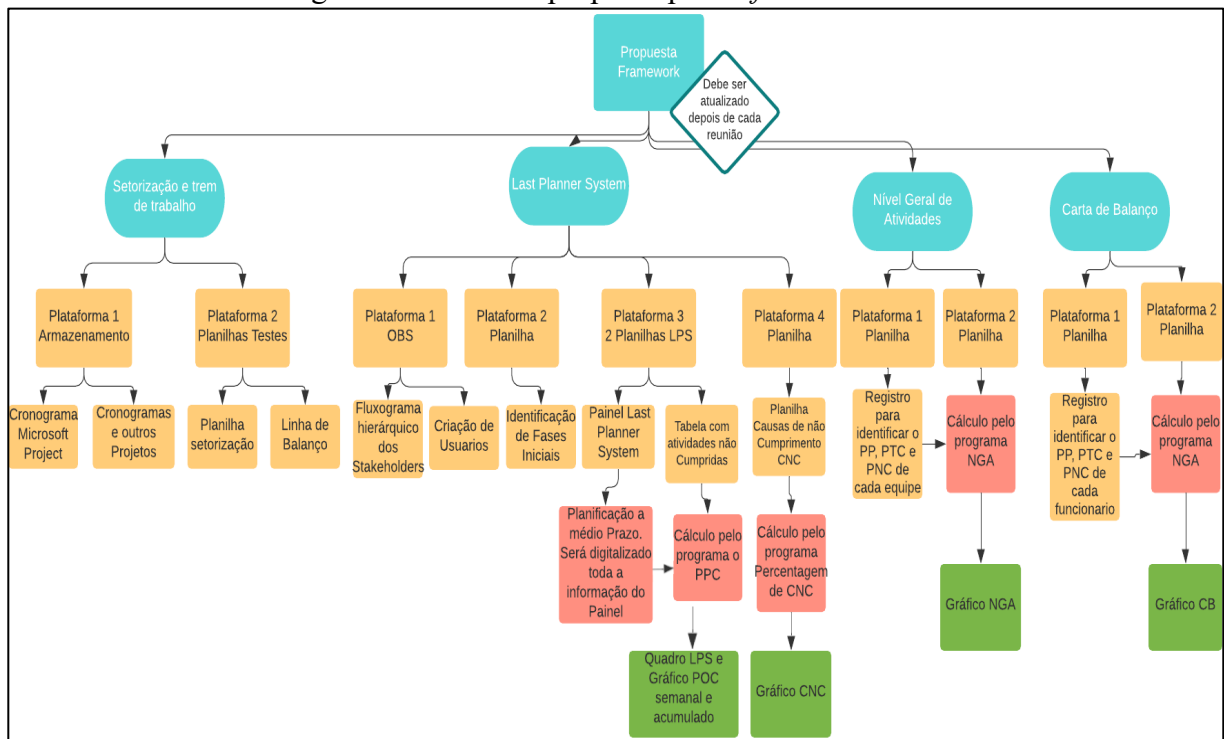 Propuesta
Framework
Debe ser
atualizado
depois de cada
reunião
Setorização e trem
de trabalho
Last Planner System
Nível Geral de
Atividades
Carta de Balanço
Plataforma 1
Armazenamento
Plataforma 2
Planilhas Testes
Plataforma 1
OBS
Plataforma 2
Planilha
Plataforma 3
2 Planilhas LPS
Plataforma 4
Planilha
Plataforma 1
Planilha
Plataforma 2
Planilha
Plataforma 1
Planilha
Plataforma 2
Planilha
Cronograma
Microsoft
Project
Cronogramas
e outros
Projetos
Planilha
setorização
Linha de
Balanço
Fluxograma
hierárquico
dos
Stakeholders
Criação de
Usuarios
Identificação
de Fases
Iniciais
Painel Last
Planner
System
Tabela com
atividades não
Cumpridas
Planilha
Causas de não
Cumprimento
CNC
Registro
para
identificar o
PP, PTC e
PNC de
cada equipe
Cálculo pelo
programa
NGA
Registro
para
identificar o
PP, PTC e
PNC de
cada
funcionario
Cálculo pelo
programa
NGA
Planificação a
médio Prazo.
Será digitalizado
toda a
informação do
Painel
Cálculo pelo
programa o
PPC
Cálculo pelo
programa
Percentagem
de CNC
Gráfico NGA
Gráfico CB
Quadro LPS e
Gráfico POC
semanal e
acumulado
Gráfico CNC